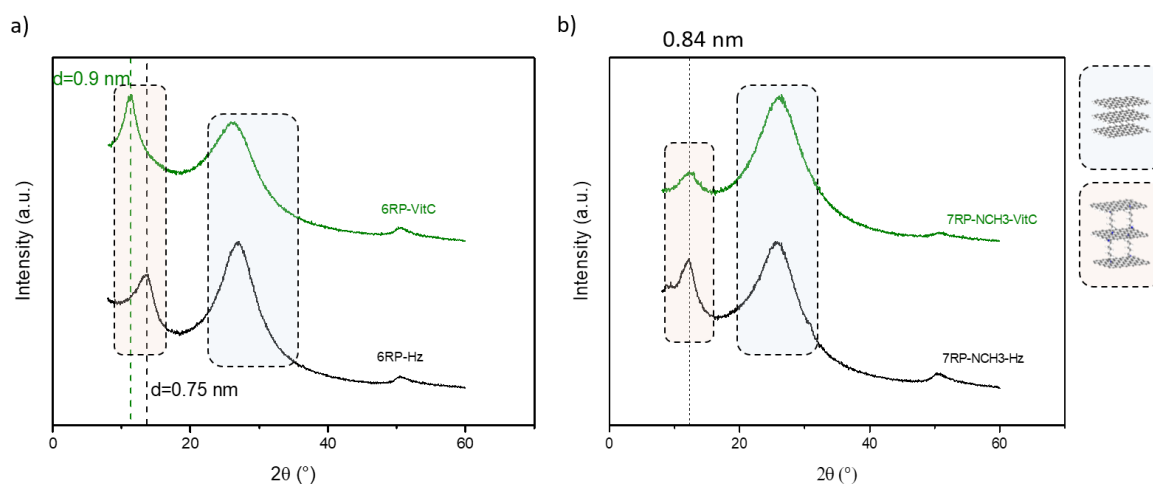 a)
d=0.9 nm
6RP-VitC
6RP-Hz
d=0.75 nm
Intensity (a.u.)
0
20
40
60
2θ (°)
b)
0.84 nm
7RP-NCH3-VitC
7RP-NCH3-Hz
Intensity (a.u.)
0
20
40
60
2θ (°)